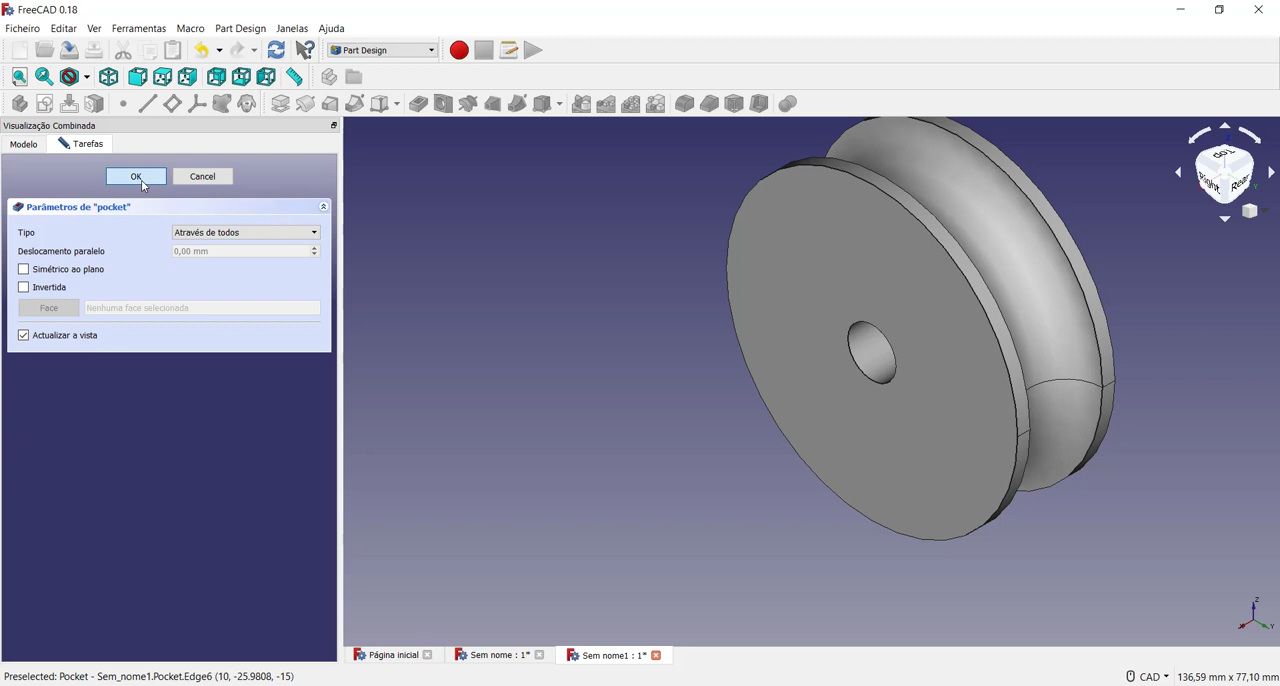 FreeCAD 0.18
Ficheiro Editar Ver Ferramentas Macro Part Design Janelas Ajuda
Part Design
Visualização Combinada
Modelo Tarefas
OK Cancel
Parâmetros de "pocket"
Tipo Através de todos
Deslocamento paralelo 0,00 mm
Simétrico ao plano
Invertida
Face Nenhuma face selecionada
Actualizar a vista
Top
Right Rear
Z
X Y
Página inicial Sem nome : 1* Sem nome1 : 1*
Preselected: Pocket - Sem_nome1.Pocket.Edge6 (10, -25.9808, -15) CAD 136,59 mm x 77,10 mm